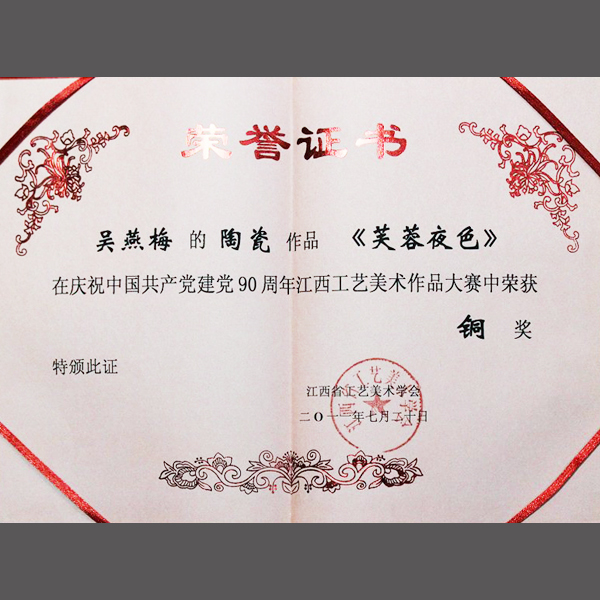 荣誉证书
吴燕梅 的 陶瓷 作品 《芙蓉夜色》
在庆祝中国共产党建党90周年江西工艺美术作品大赛中荣获
铜 奖
特颁此证
江西省工艺美术学会
二O一一年七月二十日